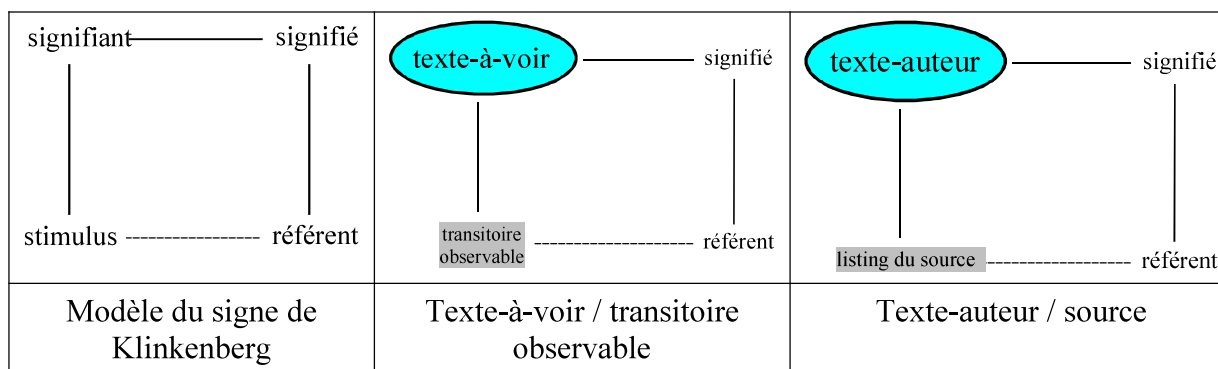 signifiant signifié
stimulus référent
Modèle du signe de
Klinkenberg
texte-à-voir signifié
transitoire
observable
référent
Texte-à-voir / transitoire
observable
texte-auteur signifié
listing du source référent
Texte-auteur / source